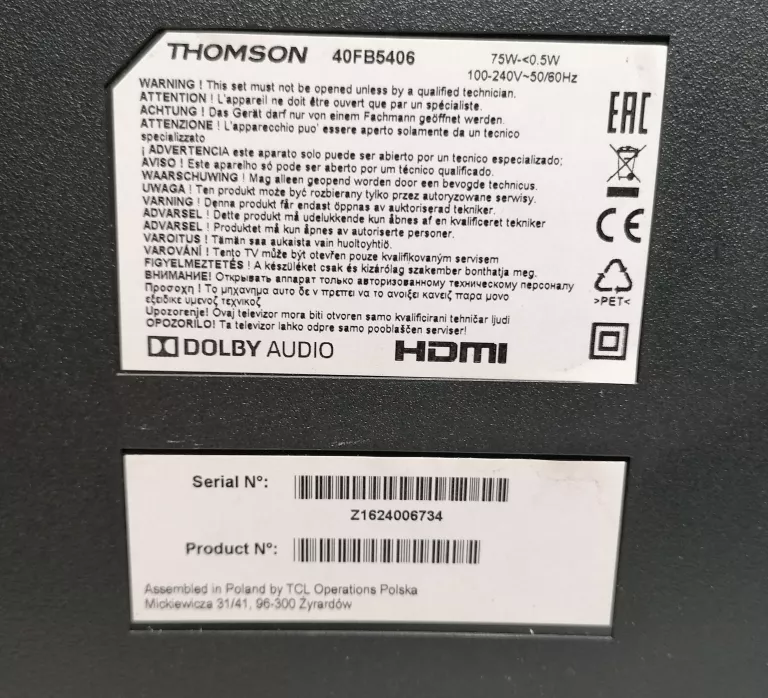 THOMSON 40FB5406 75W-<0.5W
100-240V~50/60Hz
WARNING ! This set must not be opened unless by a qualified technician.
ATTENTION ! L'appareil ne doit être ouvert que par un spécialiste.
ACHTUNG ! Das Gerät darf nur von einem Fachmann geöffnet werden.
ATTENZIONE ! L'apparecchio puo' essere aperto solamente da un tecnico
specializzato
¡ ADVERTENCIA este aparato solo puede ser abierto por un tecnico especializado;
AVISO ! Este aparelho só pode ser aberto por um técnico qualificado.
WAARSCHUWING ! Mag alleen geopend worden door een bevogde technicus.
UWAGA ! Ten produkt może być rozbierany tylko przez autoryzowane serwisy.
VARNING ! Denna produkt får endast öppnas av auktoriserad tekniker.
ADVARSEL ! Dette produkt må udelukkende kun åbnes af en kvalificeret tekniker
ADVARSEL ! Produktet må kun åpnes av autoriserte personer.
VAROITUS ! Tämän saa aukaista vain huoltoyhtiö.
VAROVÁNÍ ! Tento TV může být otevřen pouze kvalifikovaným servisem
FIGYELMEZTETÉS ! A készüléket csak és kizárólag szakember bonthatja meg.
ВНИМАНИЕ! Открывать аппарат только авторизованному техническому персоналу
Προσοχη ! Το μηχανημα αυτο δε ν πρεπει να το ανοιξει κανεiζ παρα μονο
εξειδικε υμενοζ τεχνικοζ
Upozorenje! Ovaj televizor mora biti otvoren samo kvalificirani tehničar ljudi
OPOZORILO! Ta televizor lahko odpre samo pooblaščen serviser!
DOLBY AUDIO HDMI
EAC
CE
>PET<
Serial N°:
Z1624006734
Product N°:
Assembled in Poland by TCL Operations Polska
Mickiewicza 31/41, 96-300 Żyrardów